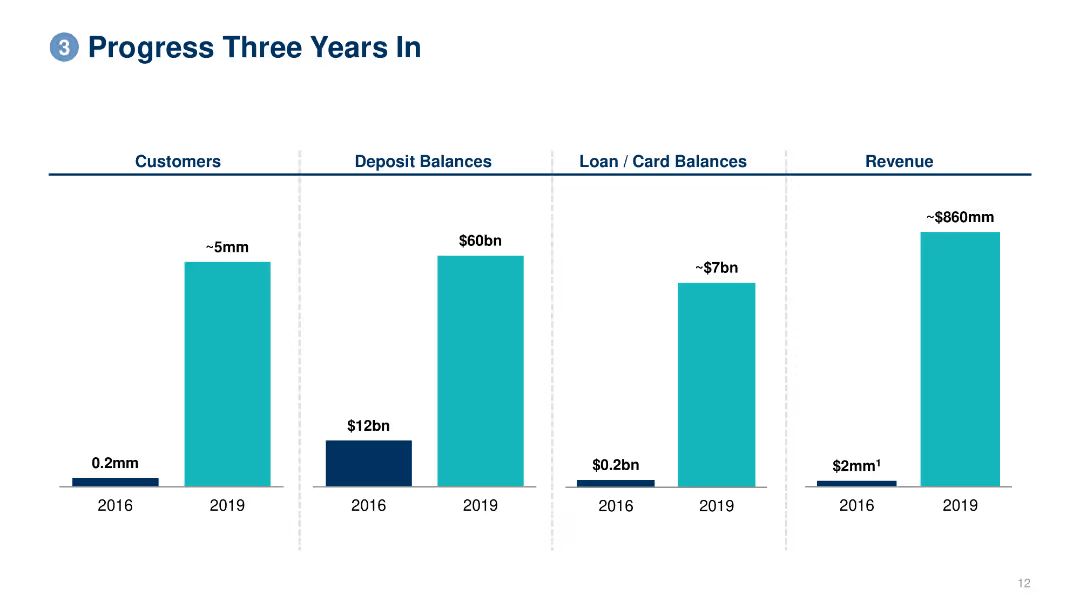 3 Progress Three Years In
Customers
Deposit Balances
Loan / Card Balances
Revenue
0.2mm
~5mm
2016
2019
$12bn
$60bn
2016
2019
$0.2bn
~$7bn
2016
2019
$2mm¹
~$860mm
2016
2019
12